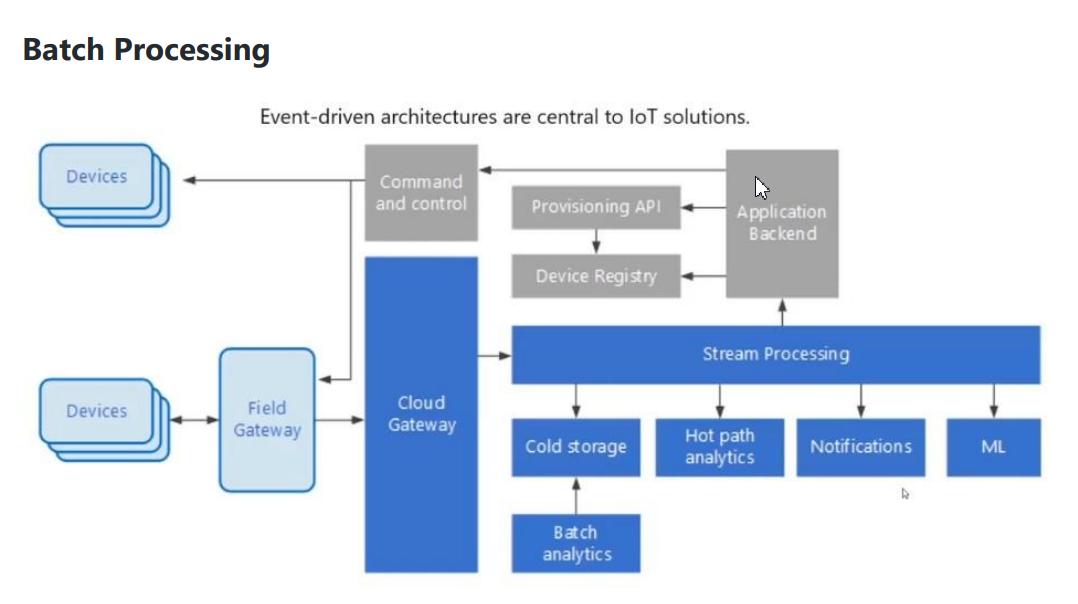 Batch Processing
Event-driven architectures are central to IoT solutions.
Devices
Command
and control
Provisioning API
Application
Backend
Device Registry
Stream Processing
Devices
Field
Gateway
Cloud
Gateway
Cold storage
Hot path
analytics
Notifications
ML
Batch
analytics